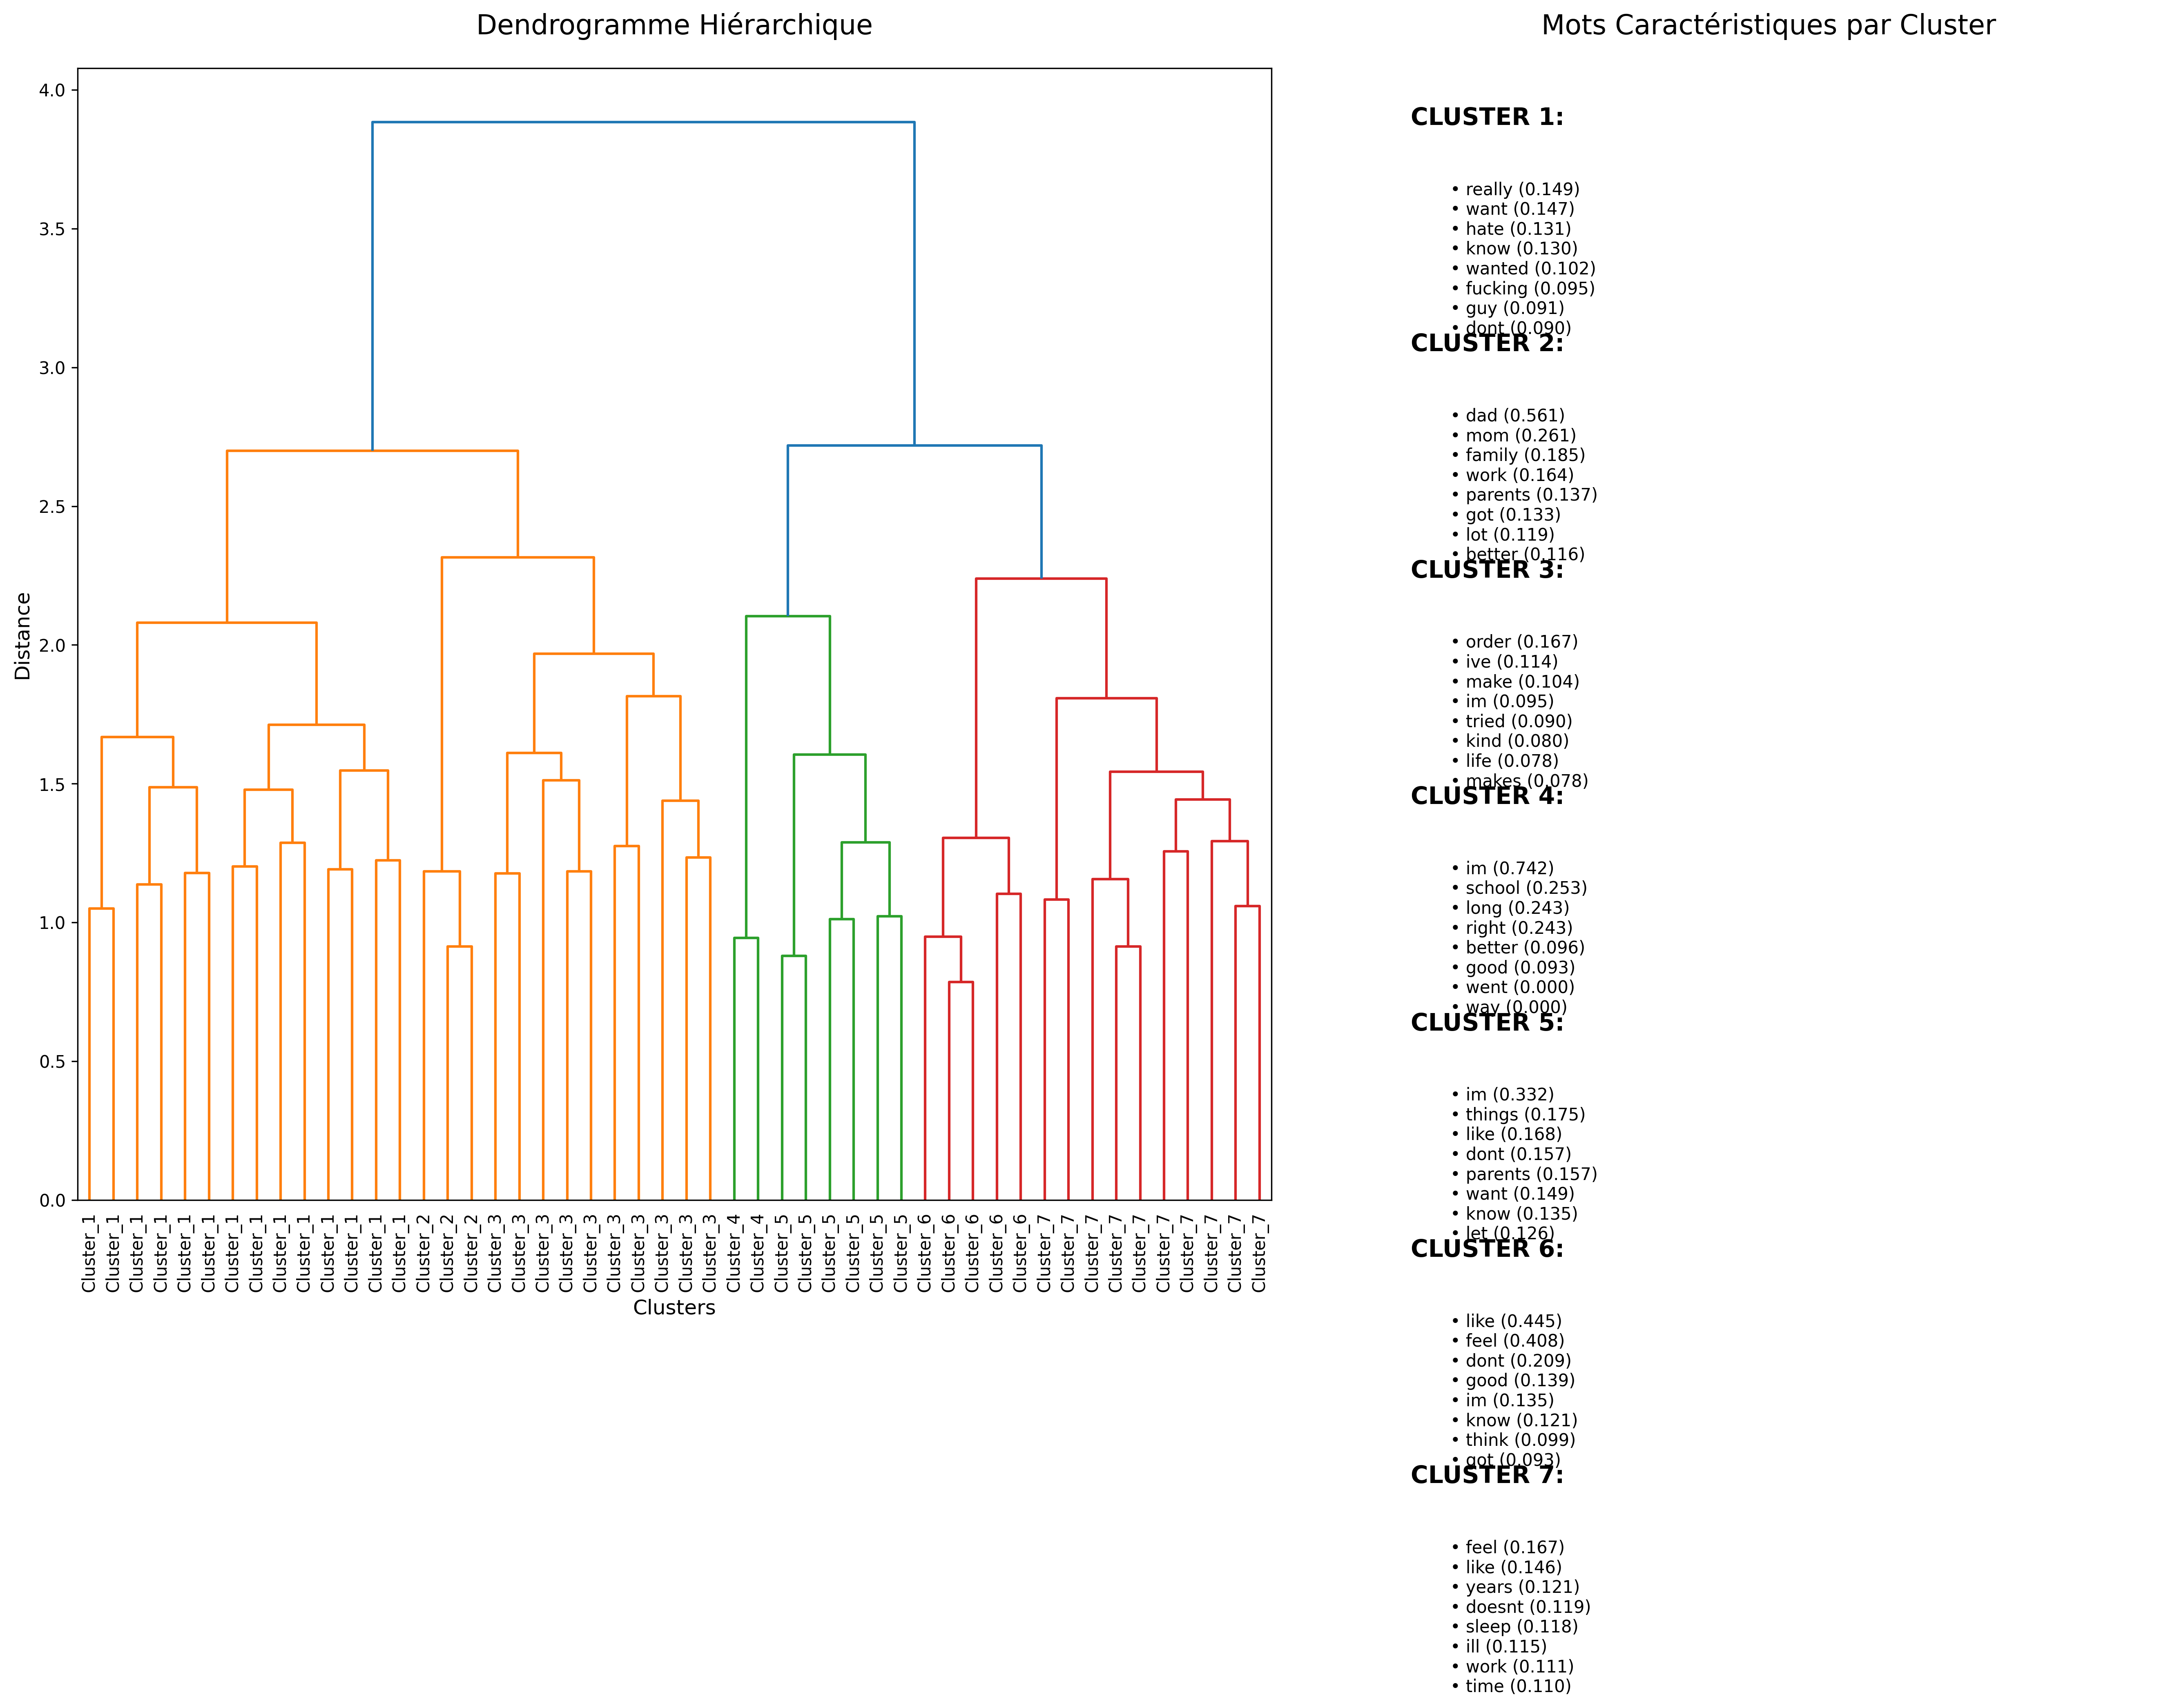 Dendrogramme Hiérarchique
4.0
3.5
3.0
2.5
2.0
1.5
1.0
0.5
0.0
Distance
Cluster_1
Cluster_1
Cluster_1
Cluster_1
Cluster_1
Cluster_1
Cluster_1
Cluster_1
Cluster_1
Cluster_1
Cluster_1
Cluster_1
Cluster_1
Cluster_1
Cluster_2
Cluster_2
Cluster_2
Cluster_3
Cluster_3
Cluster_3
Cluster_3
Cluster_3
Cluster_3
Cluster_3
Cluster_3
Cluster_3
Cluster_3
Cluster_4
Cluster_4
Cluster_5
Cluster_5
Cluster_5
Cluster_5
Cluster_5
Cluster_5
Cluster_6
Cluster_6
Cluster_6
Cluster_6
Cluster_6
Cluster_7
Cluster_7
Cluster_7
Cluster_7
Cluster_7
Cluster_7
Cluster_7
Cluster_7
Cluster_7
Cluster_7
Clusters
Mots Caractéristiques par Cluster
CLUSTER 1:
• really (0.149)
• want (0.147)
• hate (0.131)
• know (0.130)
• wanted (0.102)
• fucking (0.095)
• guy (0.091)
• dont (0.090)
CLUSTER 2:
• dad (0.561)
• mom (0.261)
• family (0.185)
• work (0.164)
• parents (0.137)
• got (0.133)
• lot (0.119)
• better (0.116)
CLUSTER 3:
• order (0.167)
• ive (0.114)
• make (0.104)
• im (0.095)
• tried (0.090)
• kind (0.080)
• life (0.078)
• makes (0.078)
CLUSTER 4:
• im (0.742)
• school (0.253)
• long (0.243)
• right (0.243)
• better (0.096)
• good (0.093)
• went (0.000)
• way (0.000)
CLUSTER 5:
• im (0.332)
• things (0.175)
• like (0.168)
• dont (0.157)
• parents (0.157)
• want (0.149)
• know (0.135)
• let (0.126)
CLUSTER 6:
• like (0.445)
• feel (0.408)
• dont (0.209)
• good (0.139)
• im (0.135)
• know (0.121)
• think (0.099)
• got (0.093)
CLUSTER 7:
• feel (0.167)
• like (0.146)
• years (0.121)
• doesnt (0.119)
• sleep (0.118)
• ill (0.115)
• work (0.111)
• time (0.110)